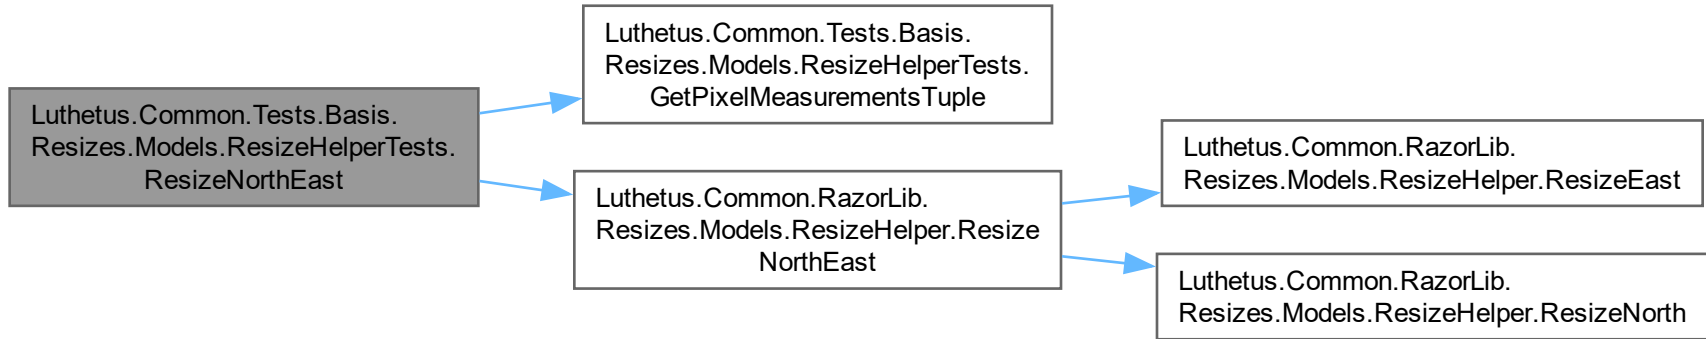 Luthetus.Common.Tests.Basis.
Resizes.Models.ResizeHelperTests.
ResizeNorthEast
Luthetus.Common.Tests.Basis.
Resizes.Models.ResizeHelperTests.
GetPixelMeasurementsTuple
Luthetus.Common.RazorLib.
Resizes.Models.ResizeHelper.Resize
NorthEast
Luthetus.Common.RazorLib.
Resizes.Models.ResizeHelper.ResizeEast
Luthetus.Common.RazorLib.
Resizes.Models.ResizeHelper.ResizeNorth